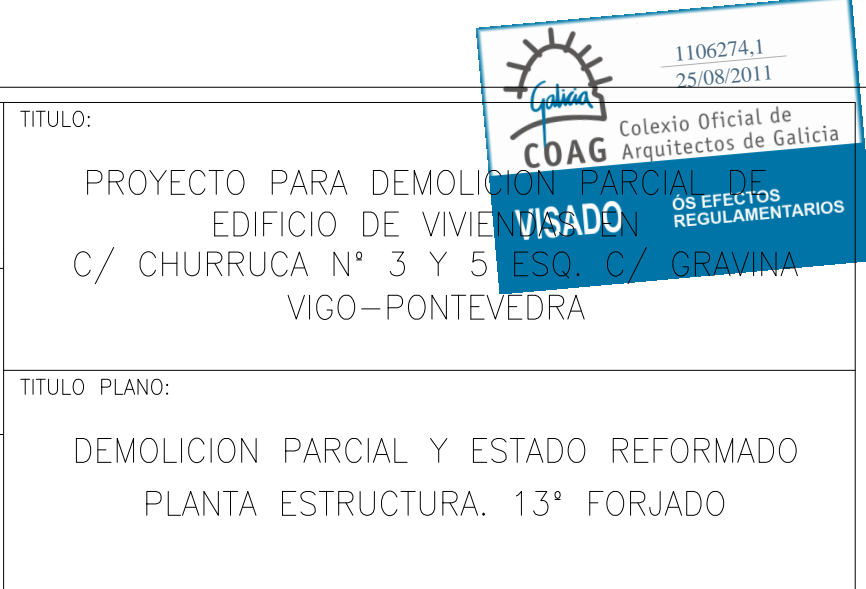 1106274,1
25/08/2011
Galicia
COAG
Colexio Oficial de
Arquitectos de Galicia
VISADO
ÓS EFECTOS
REGULAMENTARIOS
TITULO:
PROYECTO PARA DEMOLICION PARCIAL DE
EDIFICIO DE VIVIENDAS EN
C/ CHURRUCA Nº 3 Y 5 ESQ. C/ GRAVINA
VIGO-PONTEVEDRA
TITULO PLANO:
DEMOLICION PARCIAL Y ESTADO REFORMADO
PLANTA ESTRUCTURA. 13º FORJADO